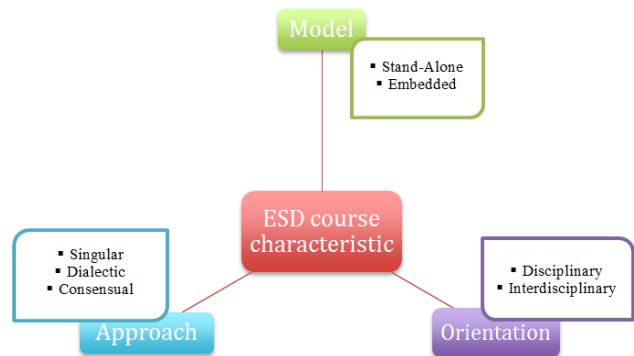 Model
▪ Stand-Alone
▪ Embedded
ESD course
characteristic
▪ Singular
▪ Dialectic
▪ Consensual
Approach
▪ Disciplinary
▪ Interdisciplinary
Orientation